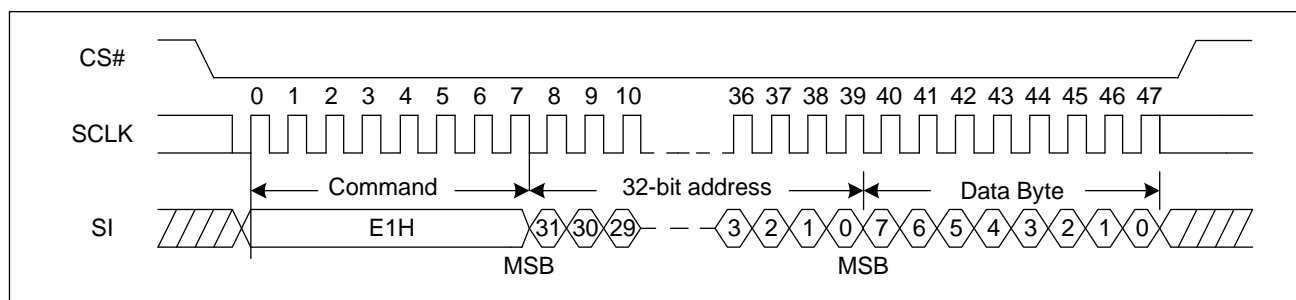 CS#
0 1 2 3 4 5 6 7 8 9 10 36 37 38 39 40 41 42 43 44 45 46 47
SCLK
Command 32-bit address Data Byte
SI E1H 31 30 29 3 2 1 0 7 6 5 4 3 2 1 0
MSB MSB